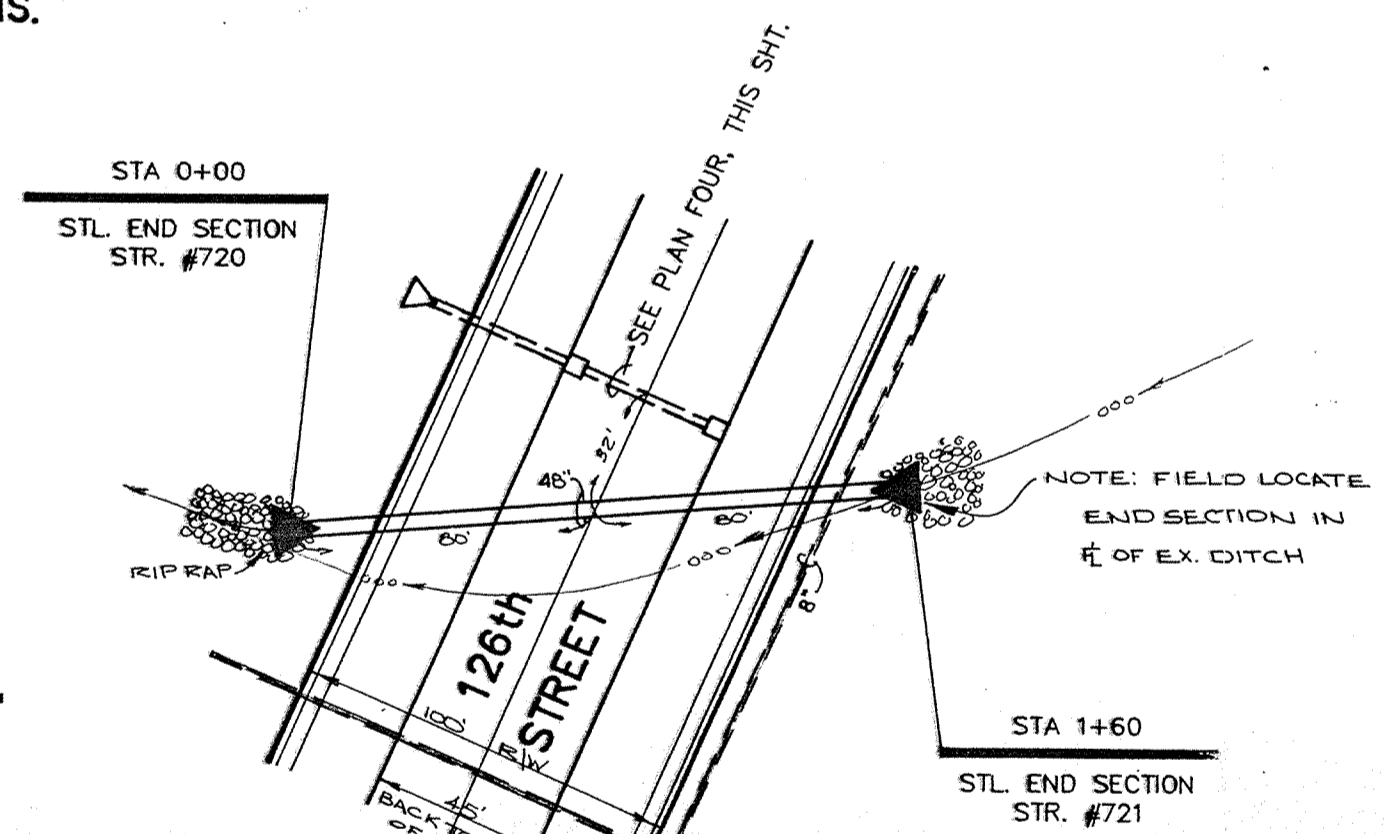 STA 0+00
STL. END SECTION
STR. #720
SEE PLAN FOUR, THIS SHT.
32'
48"
80'
80'
RIP RAP
NOTE: FIELD LOCATE
END SECTION IN
℄ OF EX. DITCH
8"
126th
STREET
100'
R/W
45'
BACK
OF
STA 1+60
STL. END SECTION
STR. #721